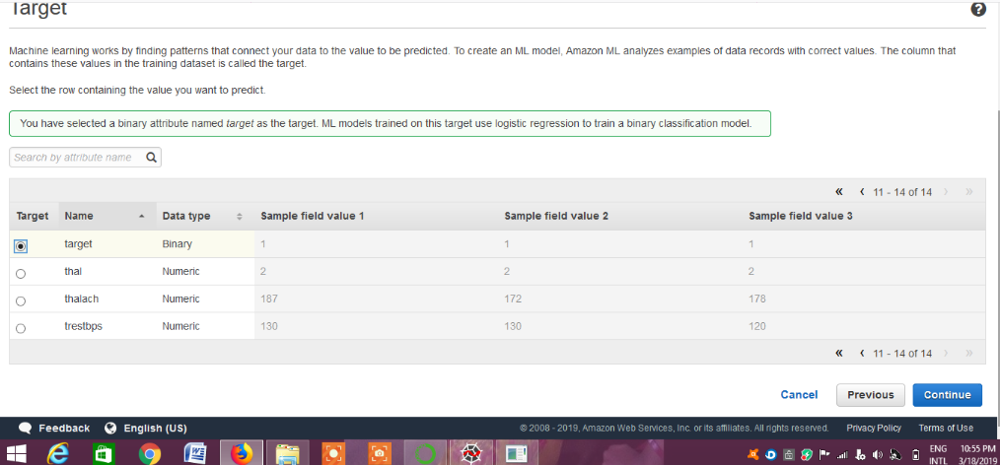 Target
Machine learning works by finding patterns that connect your data to the value to be predicted. To create an ML model, Amazon ML analyzes examples of data records with correct values. The column that
contains these values in the training dataset is called the target.
Select the row containing the value you want to predict.
You have selected a binary attribute named target as the target. ML models trained on this target use logistic regression to train a binary classification model.
Search by attribute name
« ‹ 11 - 14 of 14 › »
Target Name Data type Sample field value 1 Sample field value 2 Sample field value 3
target Binary 1 1 1
thal Numeric 2 2 2
thalach Numeric 187 172 178
trestbps Numeric 130 130 120
« ‹ 11 - 14 of 14 › »
Cancel Previous Continue
Feedback English (US) © 2008 - 2019, Amazon Web Services, Inc. or its affiliates. All rights reserved. Privacy Policy Terms of Use
ENG 10:55 PM
INTL 3/18/2019